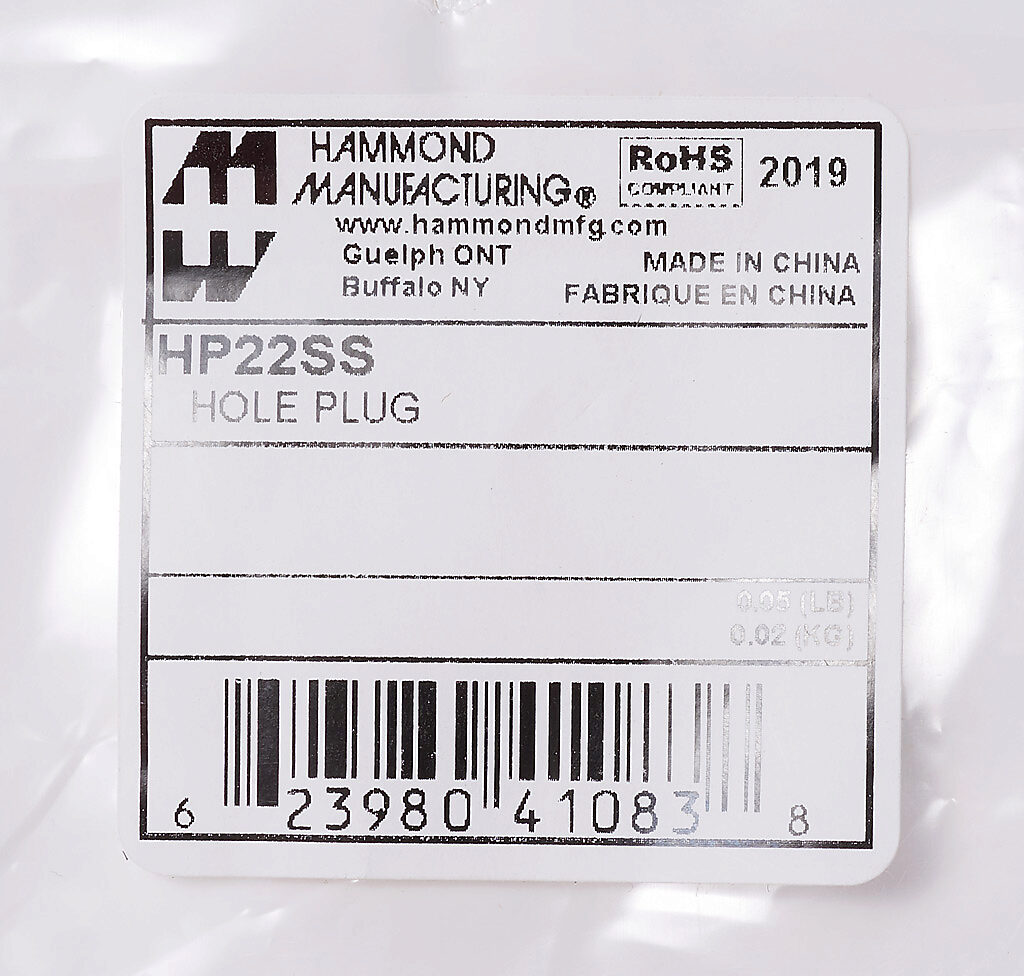 HAMMOND
MANUFACTURING®
RoHS
COMPLIANT
2019
www.hammondmfg.com
Guelph ONT
Buffalo NY
MADE IN CHINA
FABRIQUE EN CHINA
HP22SS
HOLE PLUG
0.05 (LB)
0.02 (KG)
6 23980 41083 8